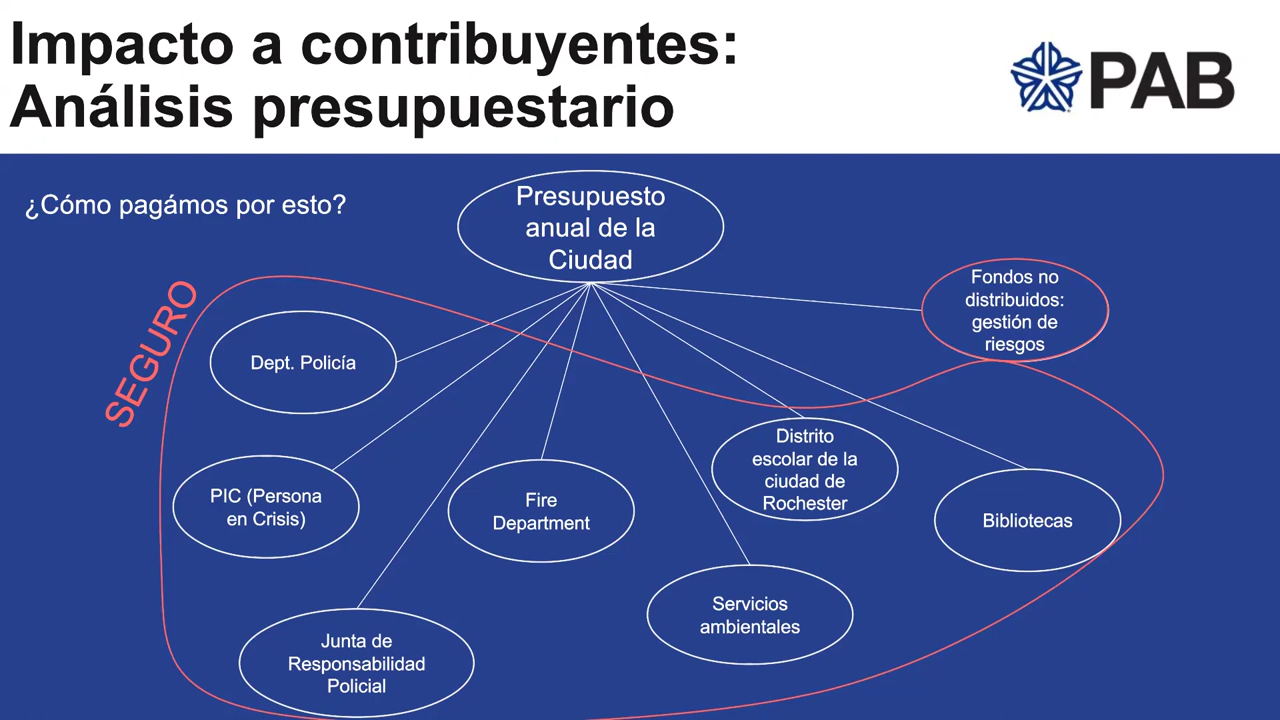 Impacto a contribuyentes:
Análisis presupuestario
PAB
¿Cómo pagámos por esto?
Presupuesto
anual de la
Ciudad
Fondos no
distribuidos:
gestión de
riesgos
SEGURO
Dept. Policía
Distrito
escolar de la
ciudad de
Rochester
PIC (Persona
en Crisis)
Fire
Department
Bibliotecas
Servicios
ambientales
Junta de
Responsabilidad
Policial